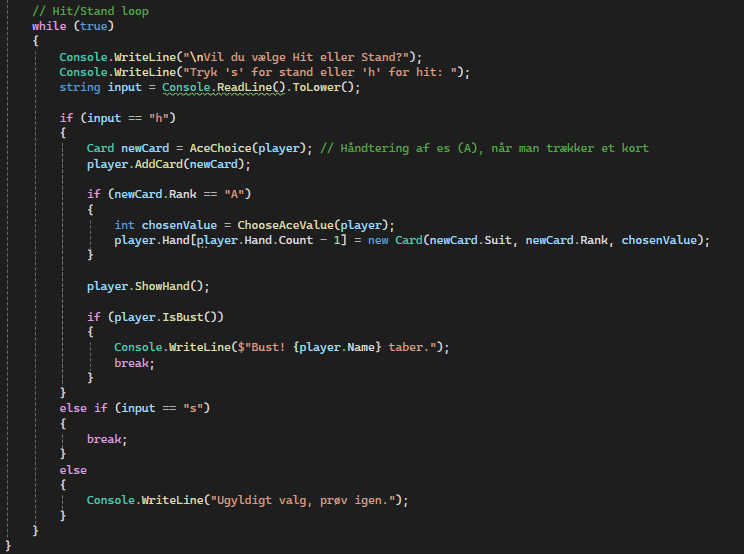 // Hit/Stand loop
while (true)
{
Console.WriteLine("\nVil du vælge Hit eller Stand?");
Console.WriteLine("Tryk 's' for stand eller 'h' for hit: ");
string input = Console.ReadLine().ToLower();
if (input == "h")
{
Card newCard = AceChoice(player); // Håndtering af es (A), når man trækker et kort
player.AddCard(newCard);
if (newCard.Rank == "A")
{
int chosenValue = ChooseAceValue(player);
player.Hand[player.Hand.Count - 1] = new Card(newCard.Suit, newCard.Rank, chosenValue);
}
player.ShowHand();
if (player.IsBust())
{
Console.WriteLine($"Bust! {player.Name} taber.");
break;
}
}
else if (input == "s")
{
break;
}
else
{
Console.WriteLine("Ugyldigt valg, prøv igen.");
}
}
}